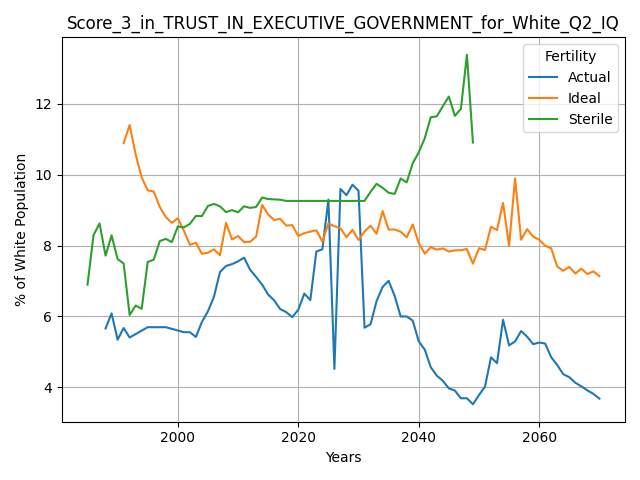 Score_3_in_TRUST_IN_EXECUTIVE_GOVERNMENT_for_White_Q2_IQ
Fertility
Actual
Ideal
Sterile
% of White Population
12
10
8
6
4
2000
2020
2040
2060
Years